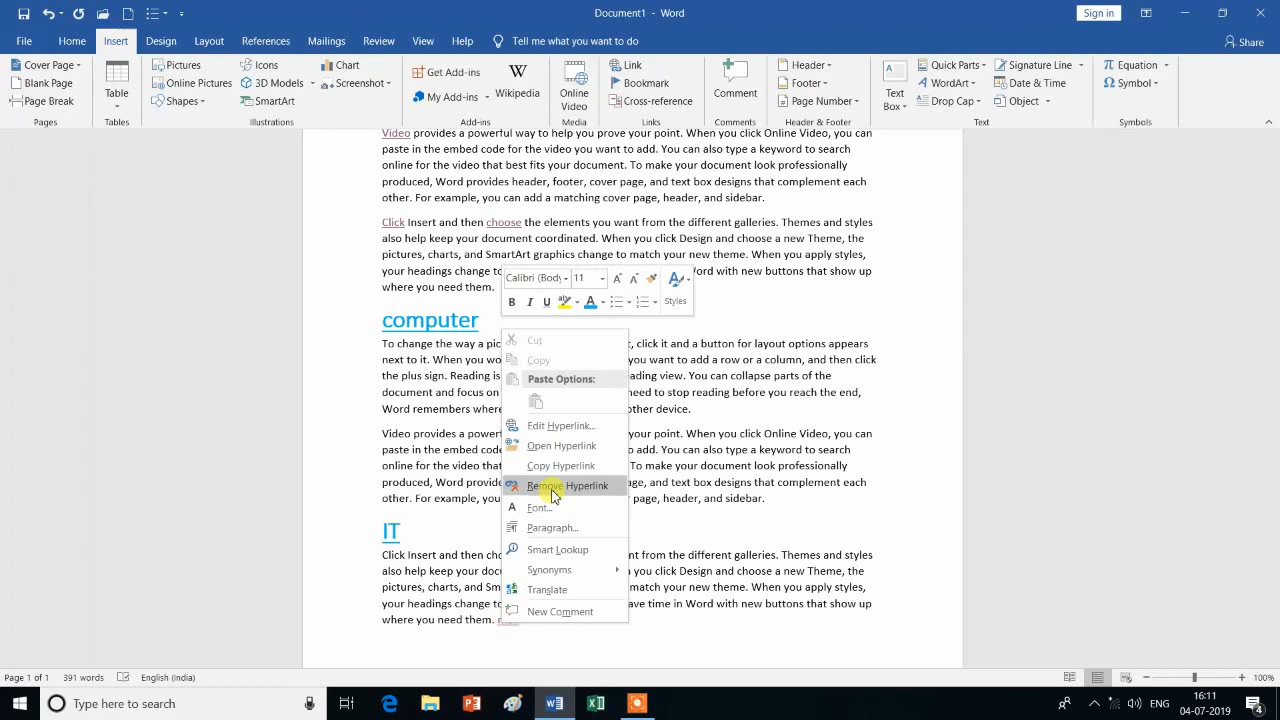 Document1 - Word
Sign in
File Home Insert Design Layout References Mailings Review View Help Tell me what you want to do Share
Cover Page
Blank Page
Page Break
Pages
Table
Tables
Pictures
Online Pictures
Shapes
Icons
3D Models
SmartArt
Chart
Screenshot
Illustrations
Get Add-ins
My Add-ins
Wikipedia
Add-ins
Online
Video
Media
Link
Bookmark
Cross-reference
Links
Comment
Comments
Header
Footer
Page Number
Header & Footer
Text
Box
Quick Parts
WordArt
Drop Cap
Signature Line
Date & Time
Object
Text
Equation
Symbol
Symbols
Video provides a powerful way to help you prove your point. When you click Online Video, you can
paste in the embed code for the video you want to add. You can also type a keyword to search
online for the video that best fits your document. To make your document look professionally
produced, Word provides header, footer, cover page, and text box designs that complement each
other. For example, you can add a matching cover page, header, and sidebar.
Click Insert and then choose the elements you want from the different galleries. Themes and styles
also help keep your document coordinated. When you click Design and choose a new Theme, the
pictures, charts, and SmartArt graphics change to match your new theme. When you apply styles,
your headings change to ord with new buttons that show up
where you need them.
Calibri (Body 11
B I U aby A Styles
computer
To change the way a pic , click it and a button for layout options appears
next to it. When you wo you want to add a row or a column, and then click
the plus sign. Reading is ading view. You can collapse parts of the
document and focus on need to stop reading before you reach the end,
Word remembers where other device.
Video provides a powerf your point. When you click Online Video, you can
paste in the embed code to add. You can also type a keyword to search
online for the video that To make your document look professionally
produced, Word provide ge, and text box designs that complement each
other. For example, you page, header, and sidebar.
IT
Click Insert and then cho nt from the different galleries. Themes and styles
also help keep your docu n you click Design and choose a new Theme, the
pictures, charts, and Sma match your new theme. When you apply styles,
your headings change to ave time in Word with new buttons that show up
where you need them.
Cut
Copy
Paste Options:
Edit Hyperlink...
Open Hyperlink
Copy Hyperlink
Remove Hyperlink
Font...
Paragraph...
Smart Lookup
Synonyms
Translate
New Comment
Page 1 of 1 391 words English (India) 100%
Type here to search
ENG
16:11
04-07-2019
4